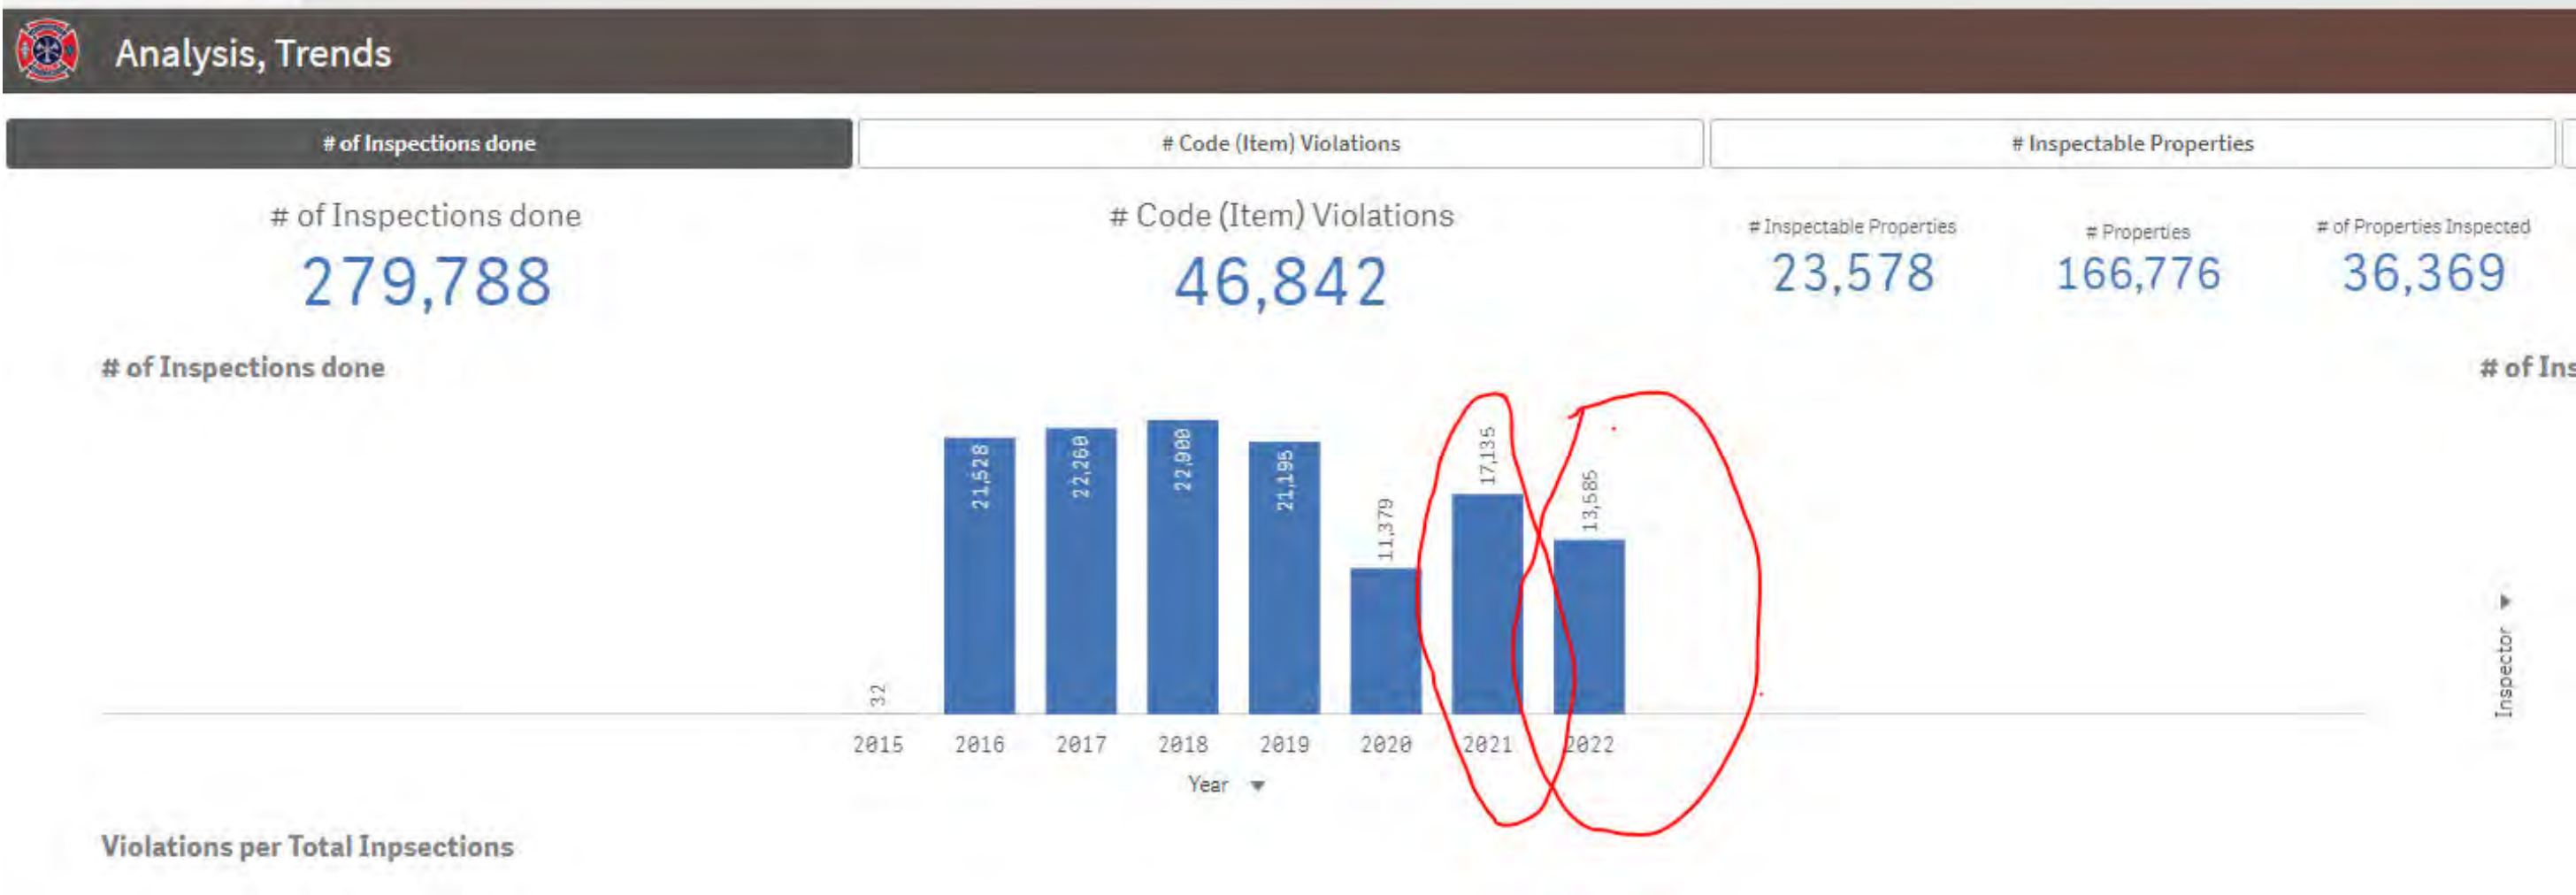 Analysis, Trends
# of Inspections done
# Code (Item) Violations
# Inspectable Properties
# of Inspections done
279,788
# Code (Item) Violations
46,842
# Inspectable Properties
23,578
# Properties
166,776
# of Properties Inspected
36,369
# of Inspections done
# of Ins
32
21,528
22,260
22,900
21,195
11,379
17,135
13,585
2015 2016 2017 2018 2019 2020 2021 2022
Year
Inspector
Violations per Total Inpsections